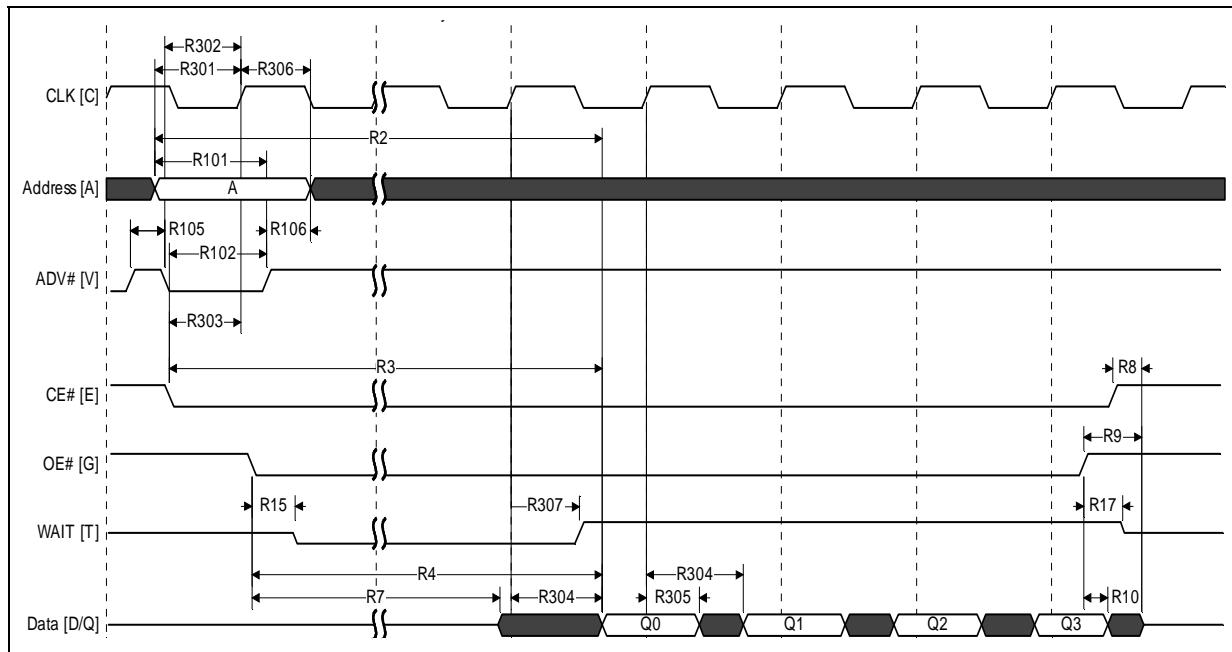 R302
R301
R306
CLK [C]
R2
R101
Address [A]
A
R105
R106
R102
ADV# [V]
R303
R3
R8
CE# [E]
R9
OE# [G]
R15
R307
R17
WAIT [T]
R4
R304
R7
R304
R305
R10
Data [D/Q]
Q0
Q1
Q2
Q3